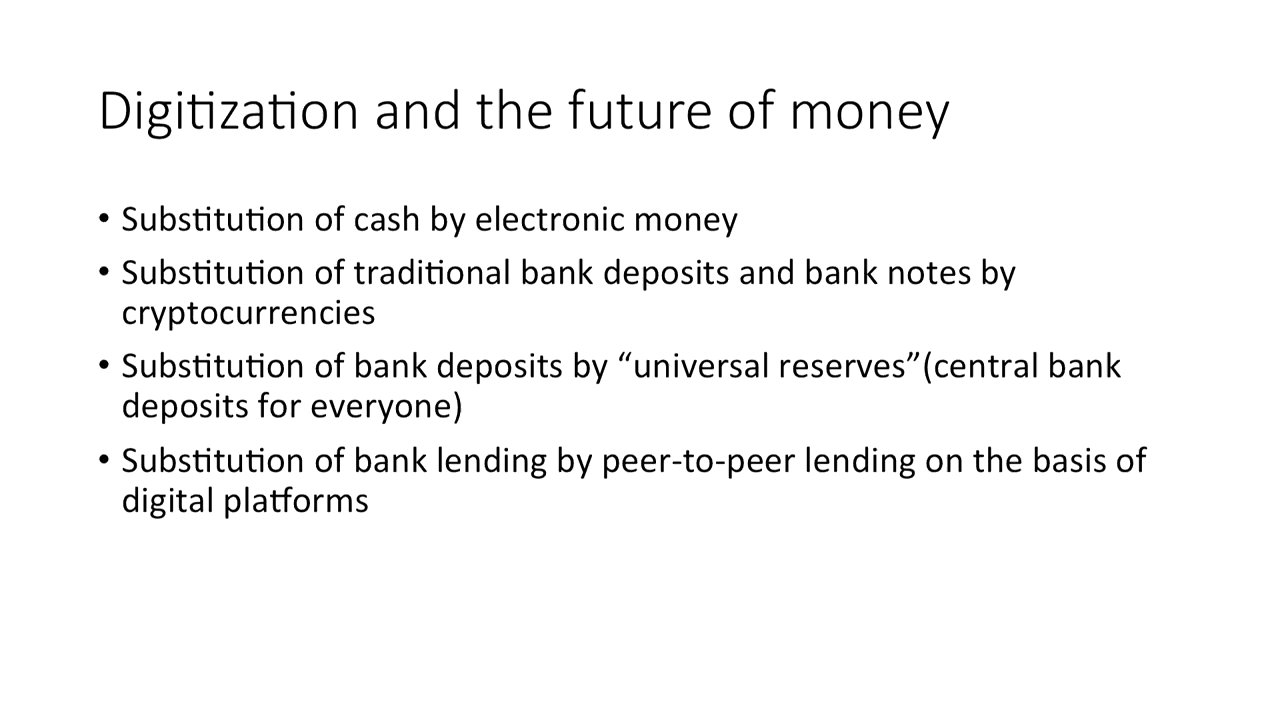 Digitization and the future of money
• Substitution of cash by electronic money
• Substitution of traditional bank deposits and bank notes by
cryptocurrencies
• Substitution of bank deposits by “universal reserves”(central bank
deposits for everyone)
• Substitution of bank lending by peer-to-peer lending on the basis of
digital platforms